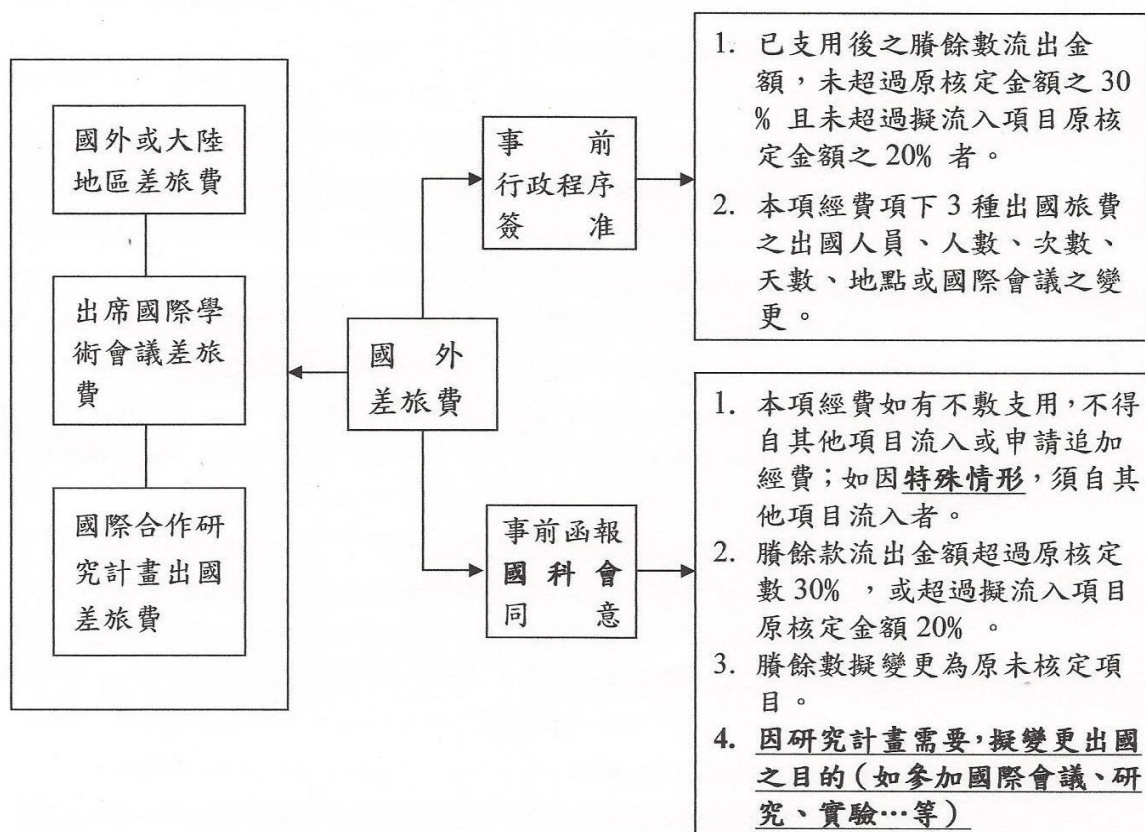 國外或大陸
地區差旅費
出席國際學
術會議差旅
費
國際合作研
究計畫出國
差旅費
國 外
差旅費
事 前
行政程序
簽 准
事前函報
國科會
同 意
1. 已支用後之賸餘數流出金
額，未超過原核定金額之 30
% 且未超過擬流入項目原核
定金額之 20% 者。
2. 本項經費項下 3 種出國旅費
之出國人員、人數、次數、
天數、地點或國際會議之變
更。
1. 本項經費如有不敷支用，不得
自其他項目流入或申請追加
經費；如因特殊情形，須自其
他項目流入者。
2. 賸餘款流出金額超過原核定
數 30% ，或超過擬流入項目
原核定金額 20% 。
3. 賸餘數擬變更為原未核定項
目。
4. 因研究計畫需要，擬變更出國
之目的（如參加國際會議、研
究、實驗…等）